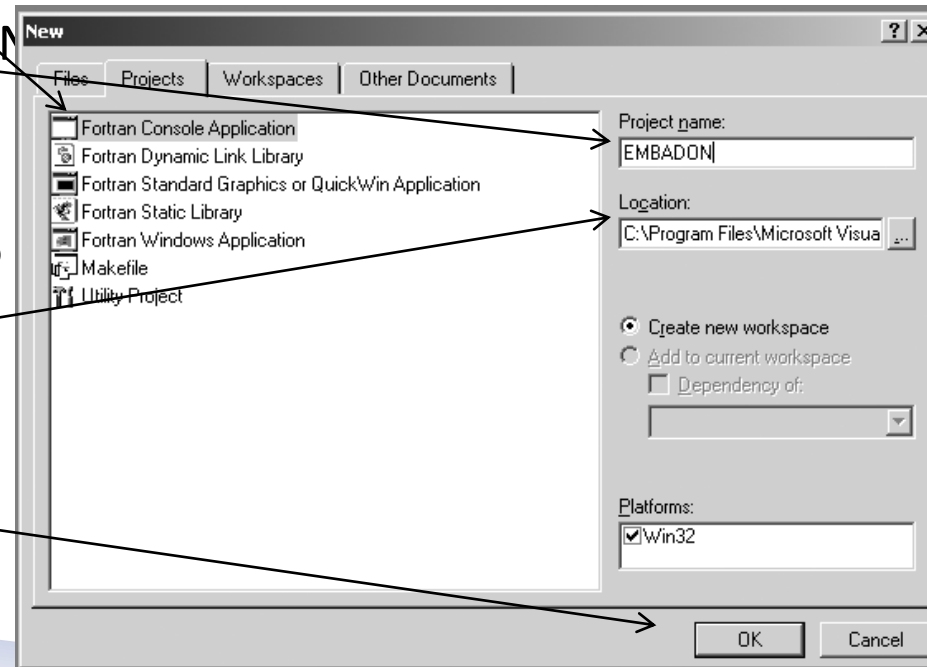 New
Files Projects Workspaces Other Documents
Fortran Console Application
Fortran Dynamic Link Library
Fortran Standard Graphics or QuickWin Application
Fortran Static Library
Fortran Windows Application
Makefile
Utility Project
Project name:
EMBADON
Location:
C:\Program Files\Microsoft Visua ...
Create new workspace
Add to current workspace
Dependency of:
Platforms:
Win32
OK Cancel